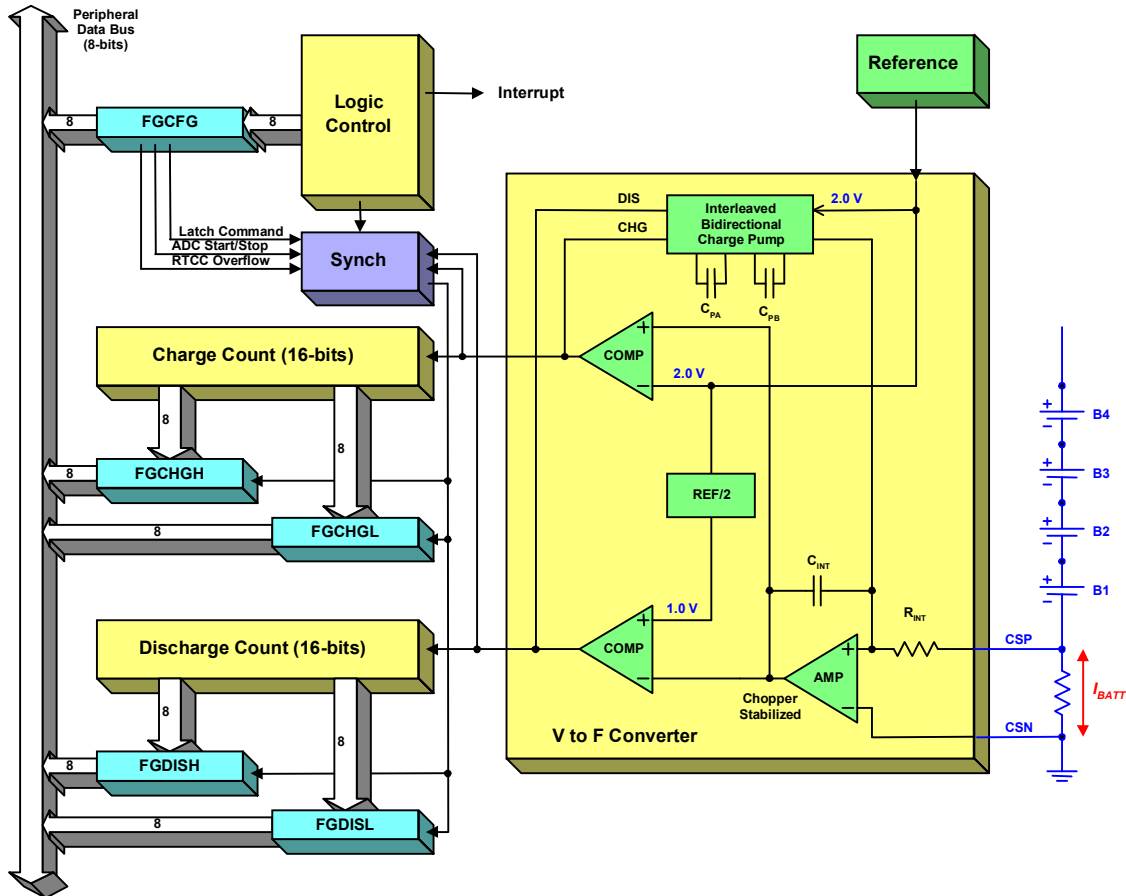 Peripheral
Data Bus
(8-bits)
8
FGCFG
8
Logic
Control
Interrupt
Reference
Latch Command
ADC Start/Stop
RTCC Overflow
Synch
DIS
CHG
Interleaved
Bidirectional
Charge Pump
2.0 V
CPA
CPB
Charge Count (16-bits)
8
8
8
FGCHGH
8
FGCHGL
+
COMP
–
2.0 V
REF/2
1.0 V
+
COMP
–
CINT
RINT
+
AMP
–
Chopper
Stabilized
V to F Converter
Discharge Count (16-bits)
8
8
8
FGDISH
8
FGDISL
+
–
B4
+
–
B3
+
–
B2
+
–
B1
CSP
IBATT
CSN